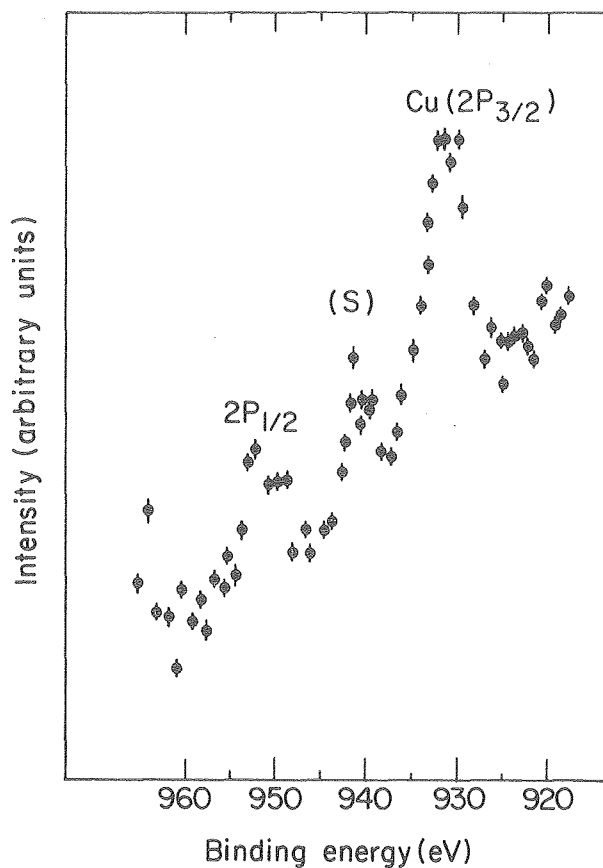 Cu(2P3/2)
(S)
2P1/2
Intensity (arbitrary units)
960 950 940 930 920
Binding energy (eV)